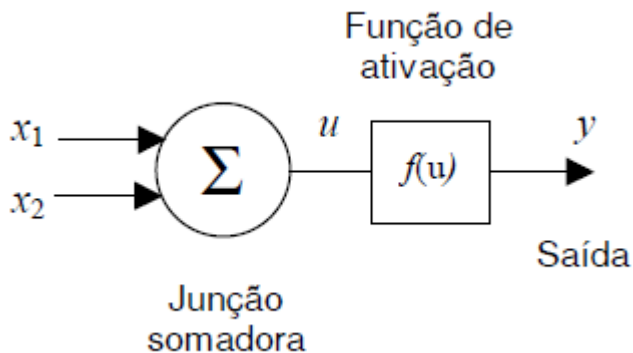 Função de
ativação
x1
x2
Σ
u
f(u)
y
Saída
Junção
somadora